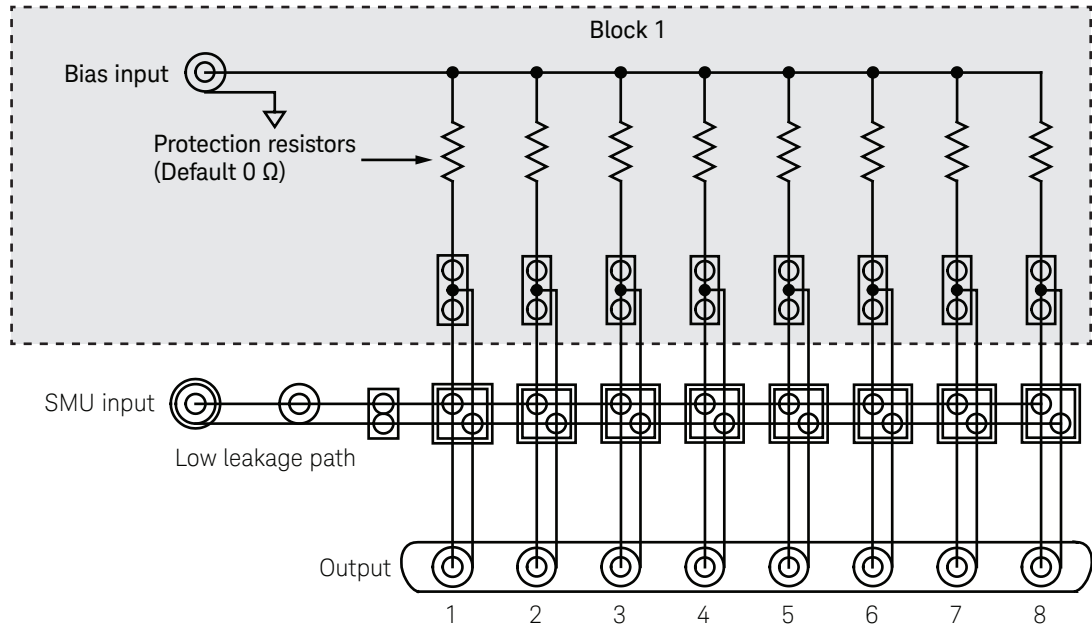 Block 1
Bias input
Protection resistors
(Default 0 Ω)
SMU input
Low leakage path
Output
1 2 3 4 5 6 7 8